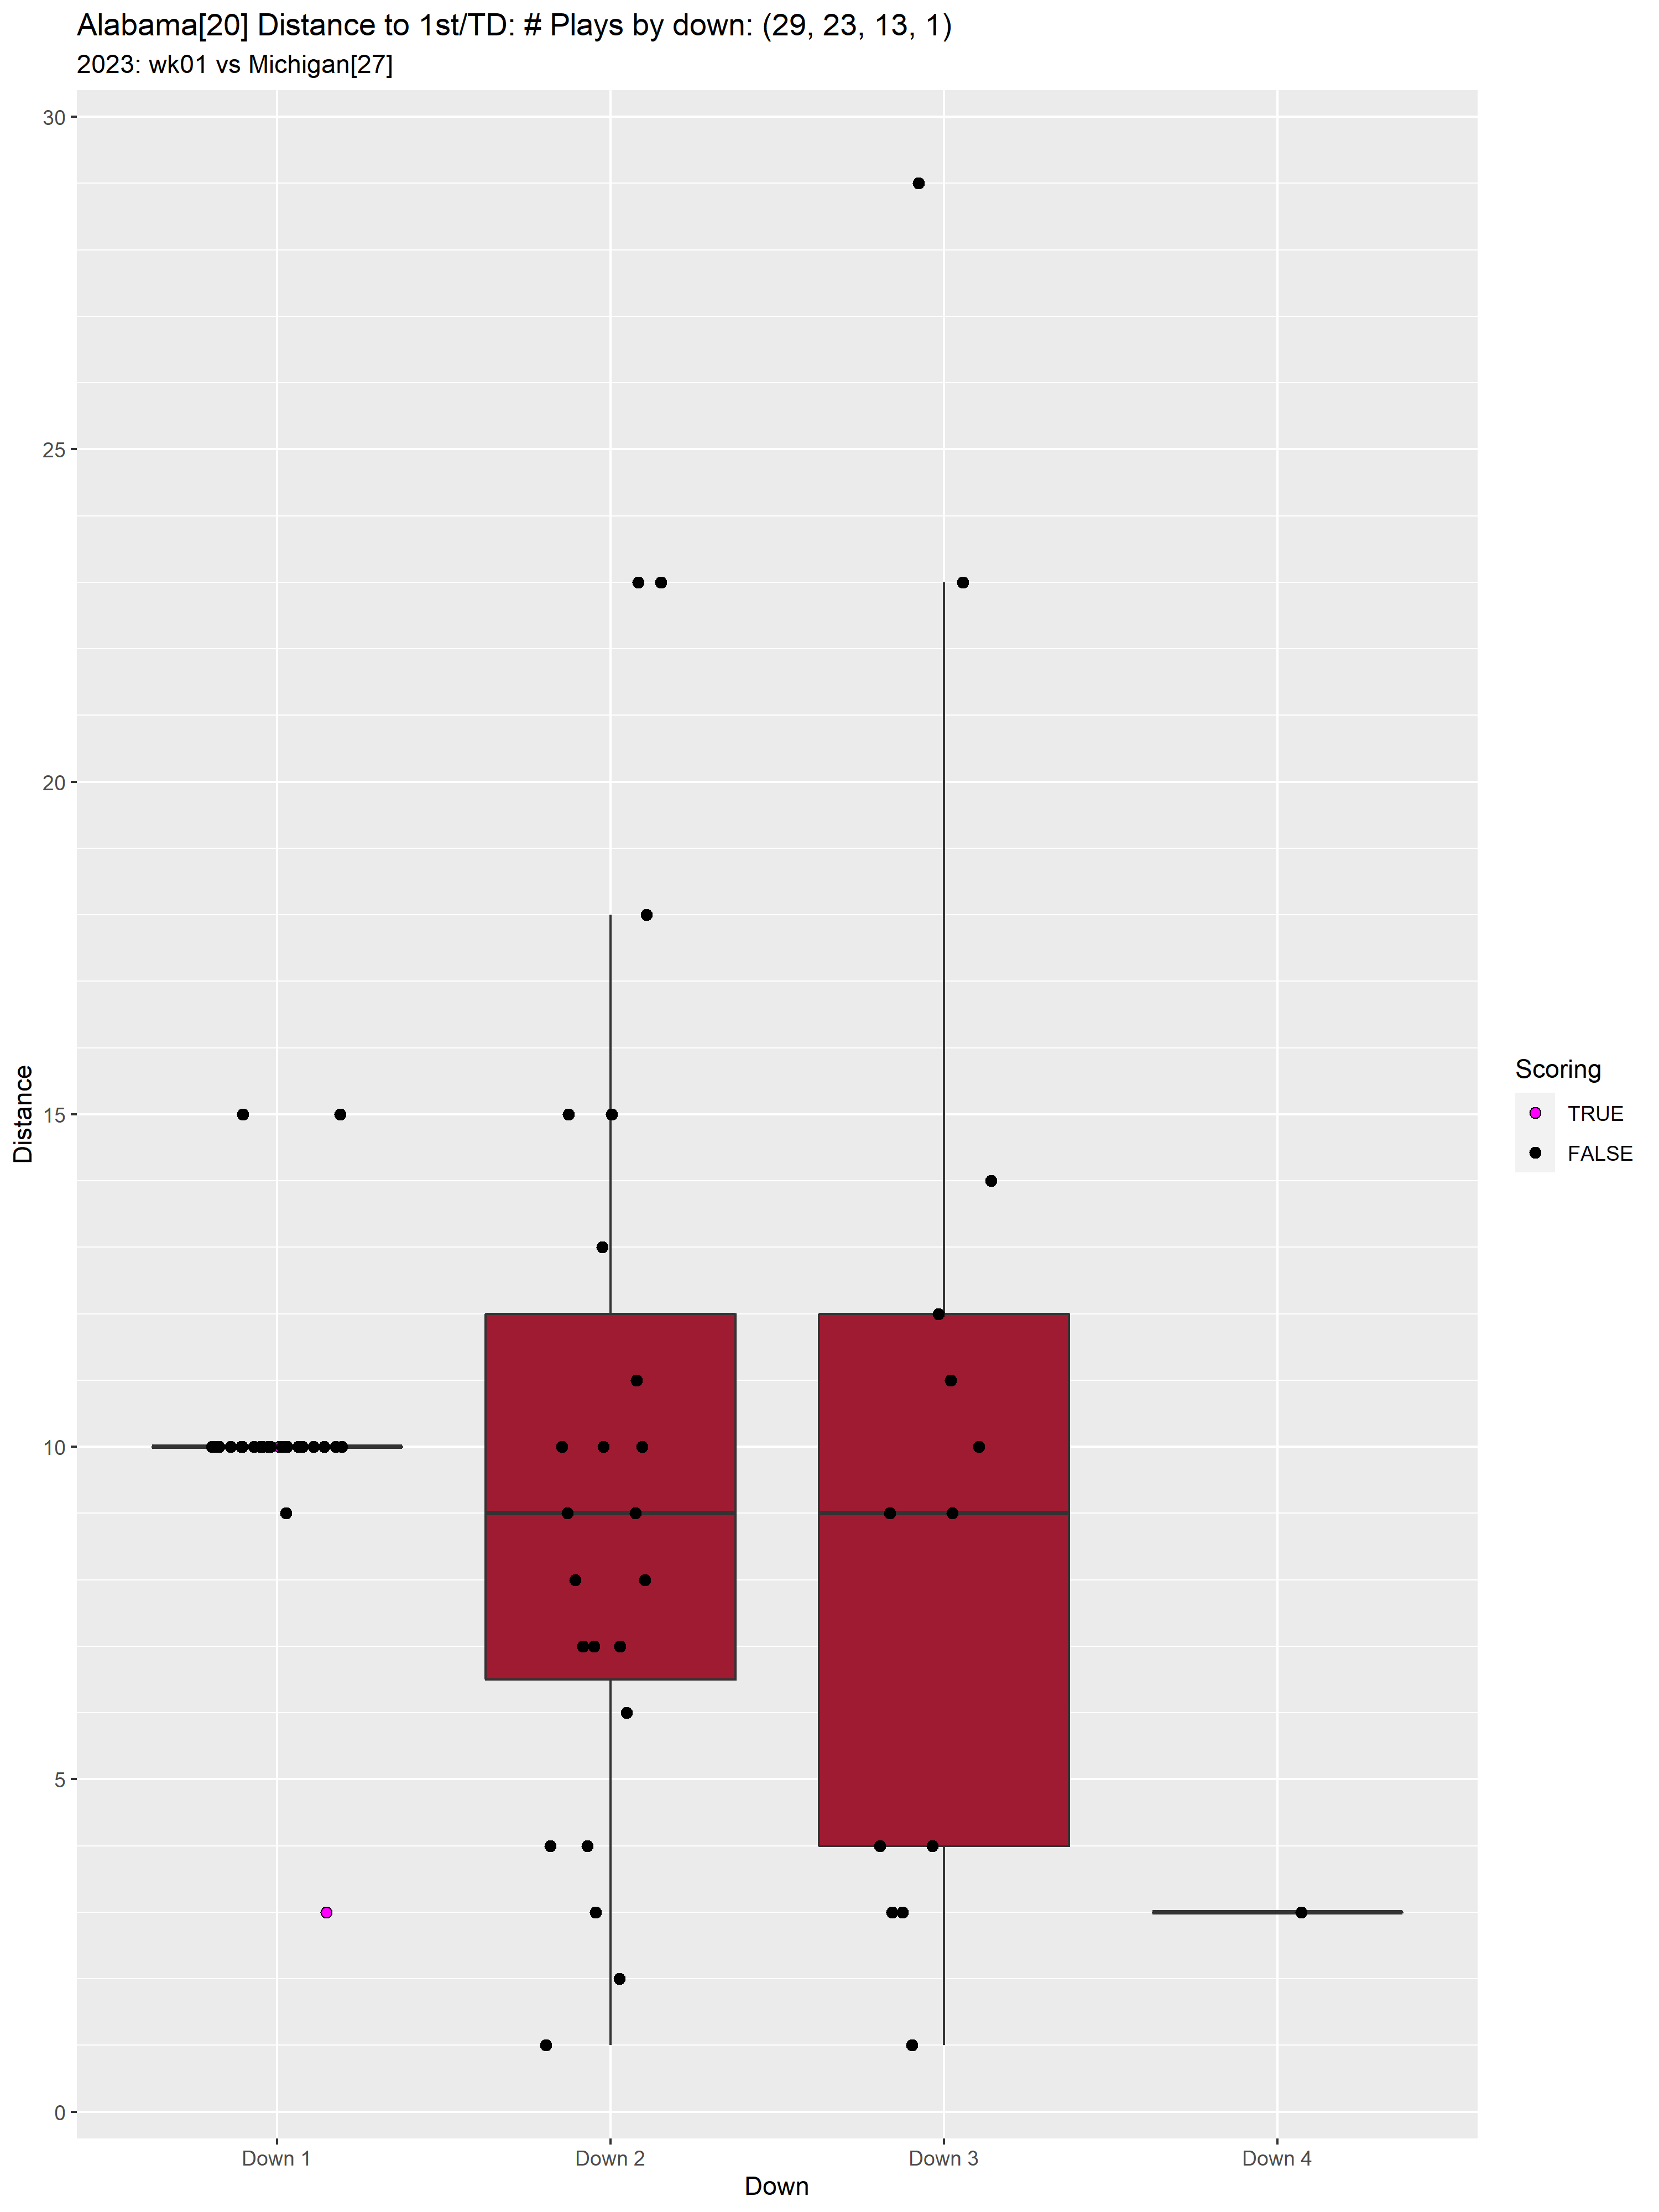 Alabama[20] Distance to 1st/TD: # Plays by down: (29, 23, 13, 1)
2023: wk01 vs Michigan[27]
30
25
20
15
10
5
0
Distance
Down 1
Down 2
Down 3
Down 4
Down
Scoring
TRUE
FALSE